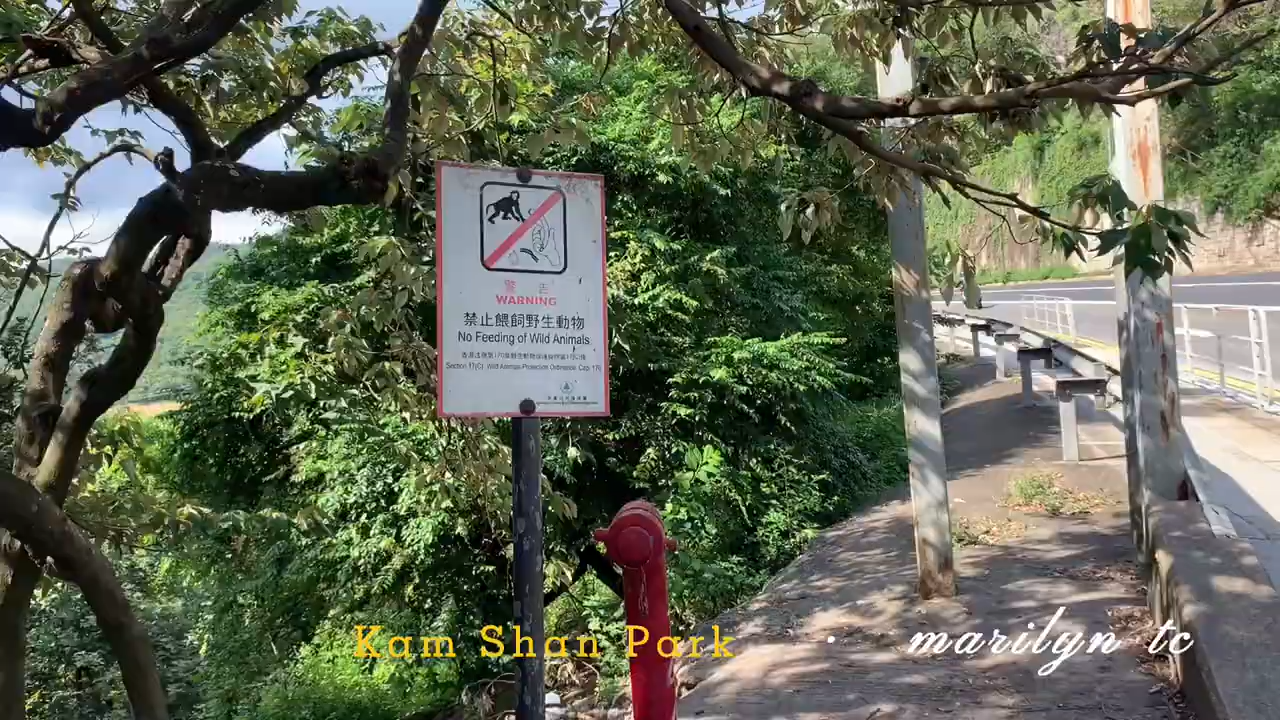 警 告
WARNING
禁止餵飼野生動物
No Feeding of Wild Animals
Section 17(C), Wild Animals Protection Ordinance, Cap. 170
Kam Shan Park · marilyn tc